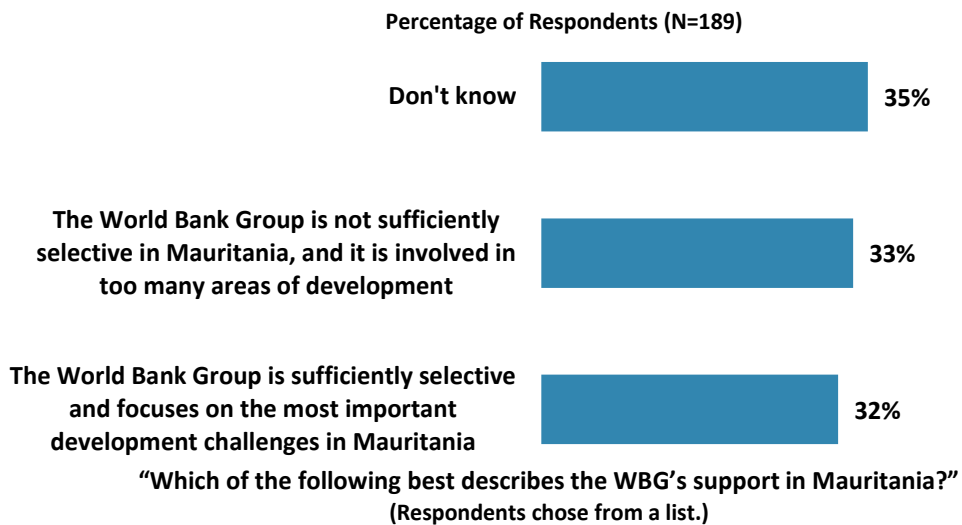 Percentage of Respondents (N=189)
Don't know
35%
The World Bank Group is not sufficiently
selective in Mauritania, and it is involved in
too many areas of development
33%
The World Bank Group is sufficiently selective
and focuses on the most important
development challenges in Mauritania
32%
“Which of the following best describes the WBG’s support in Mauritania?”
(Respondents chose from a list.)